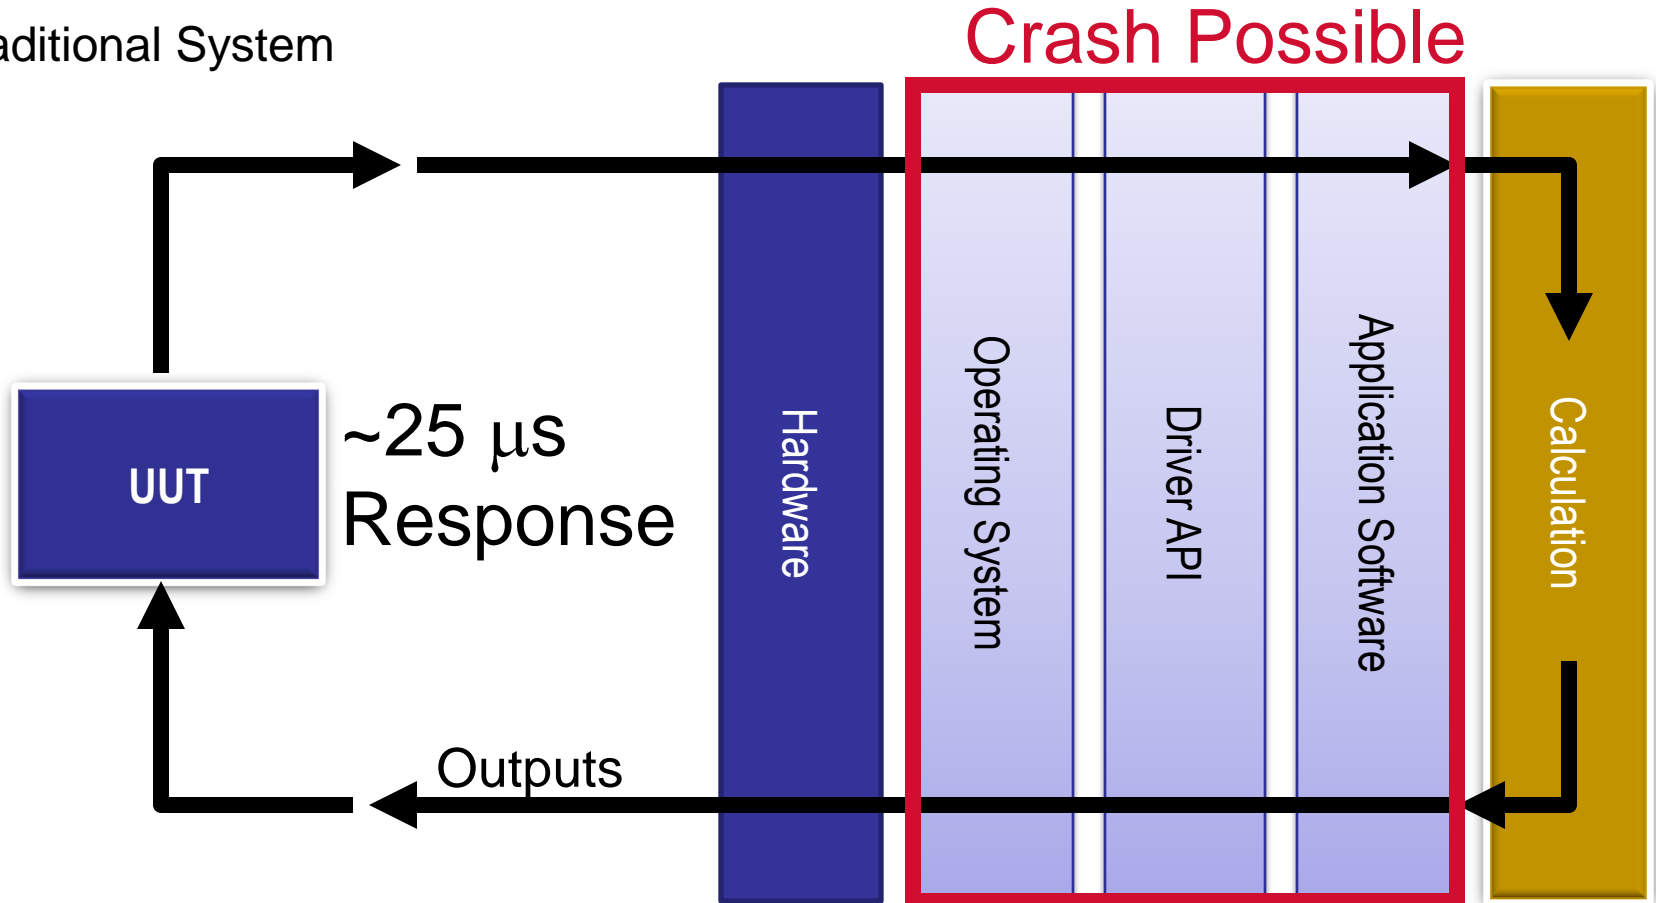 aditional System
Crash Possible
UUT
~25 μs
Response
Hardware
Operating System
Driver API
Application Software
Calculation
Outputs